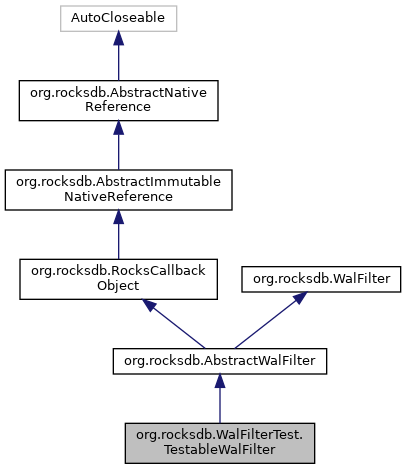 AutoCloseable
org.rocksdb.AbstractNative
Reference
org.rocksdb.AbstractImmutable
NativeReference
org.rocksdb.RocksCallback
Object
org.rocksdb.WalFilter
org.rocksdb.AbstractWalFilter
org.rocksdb.WalFilterTest.
TestableWalFilter